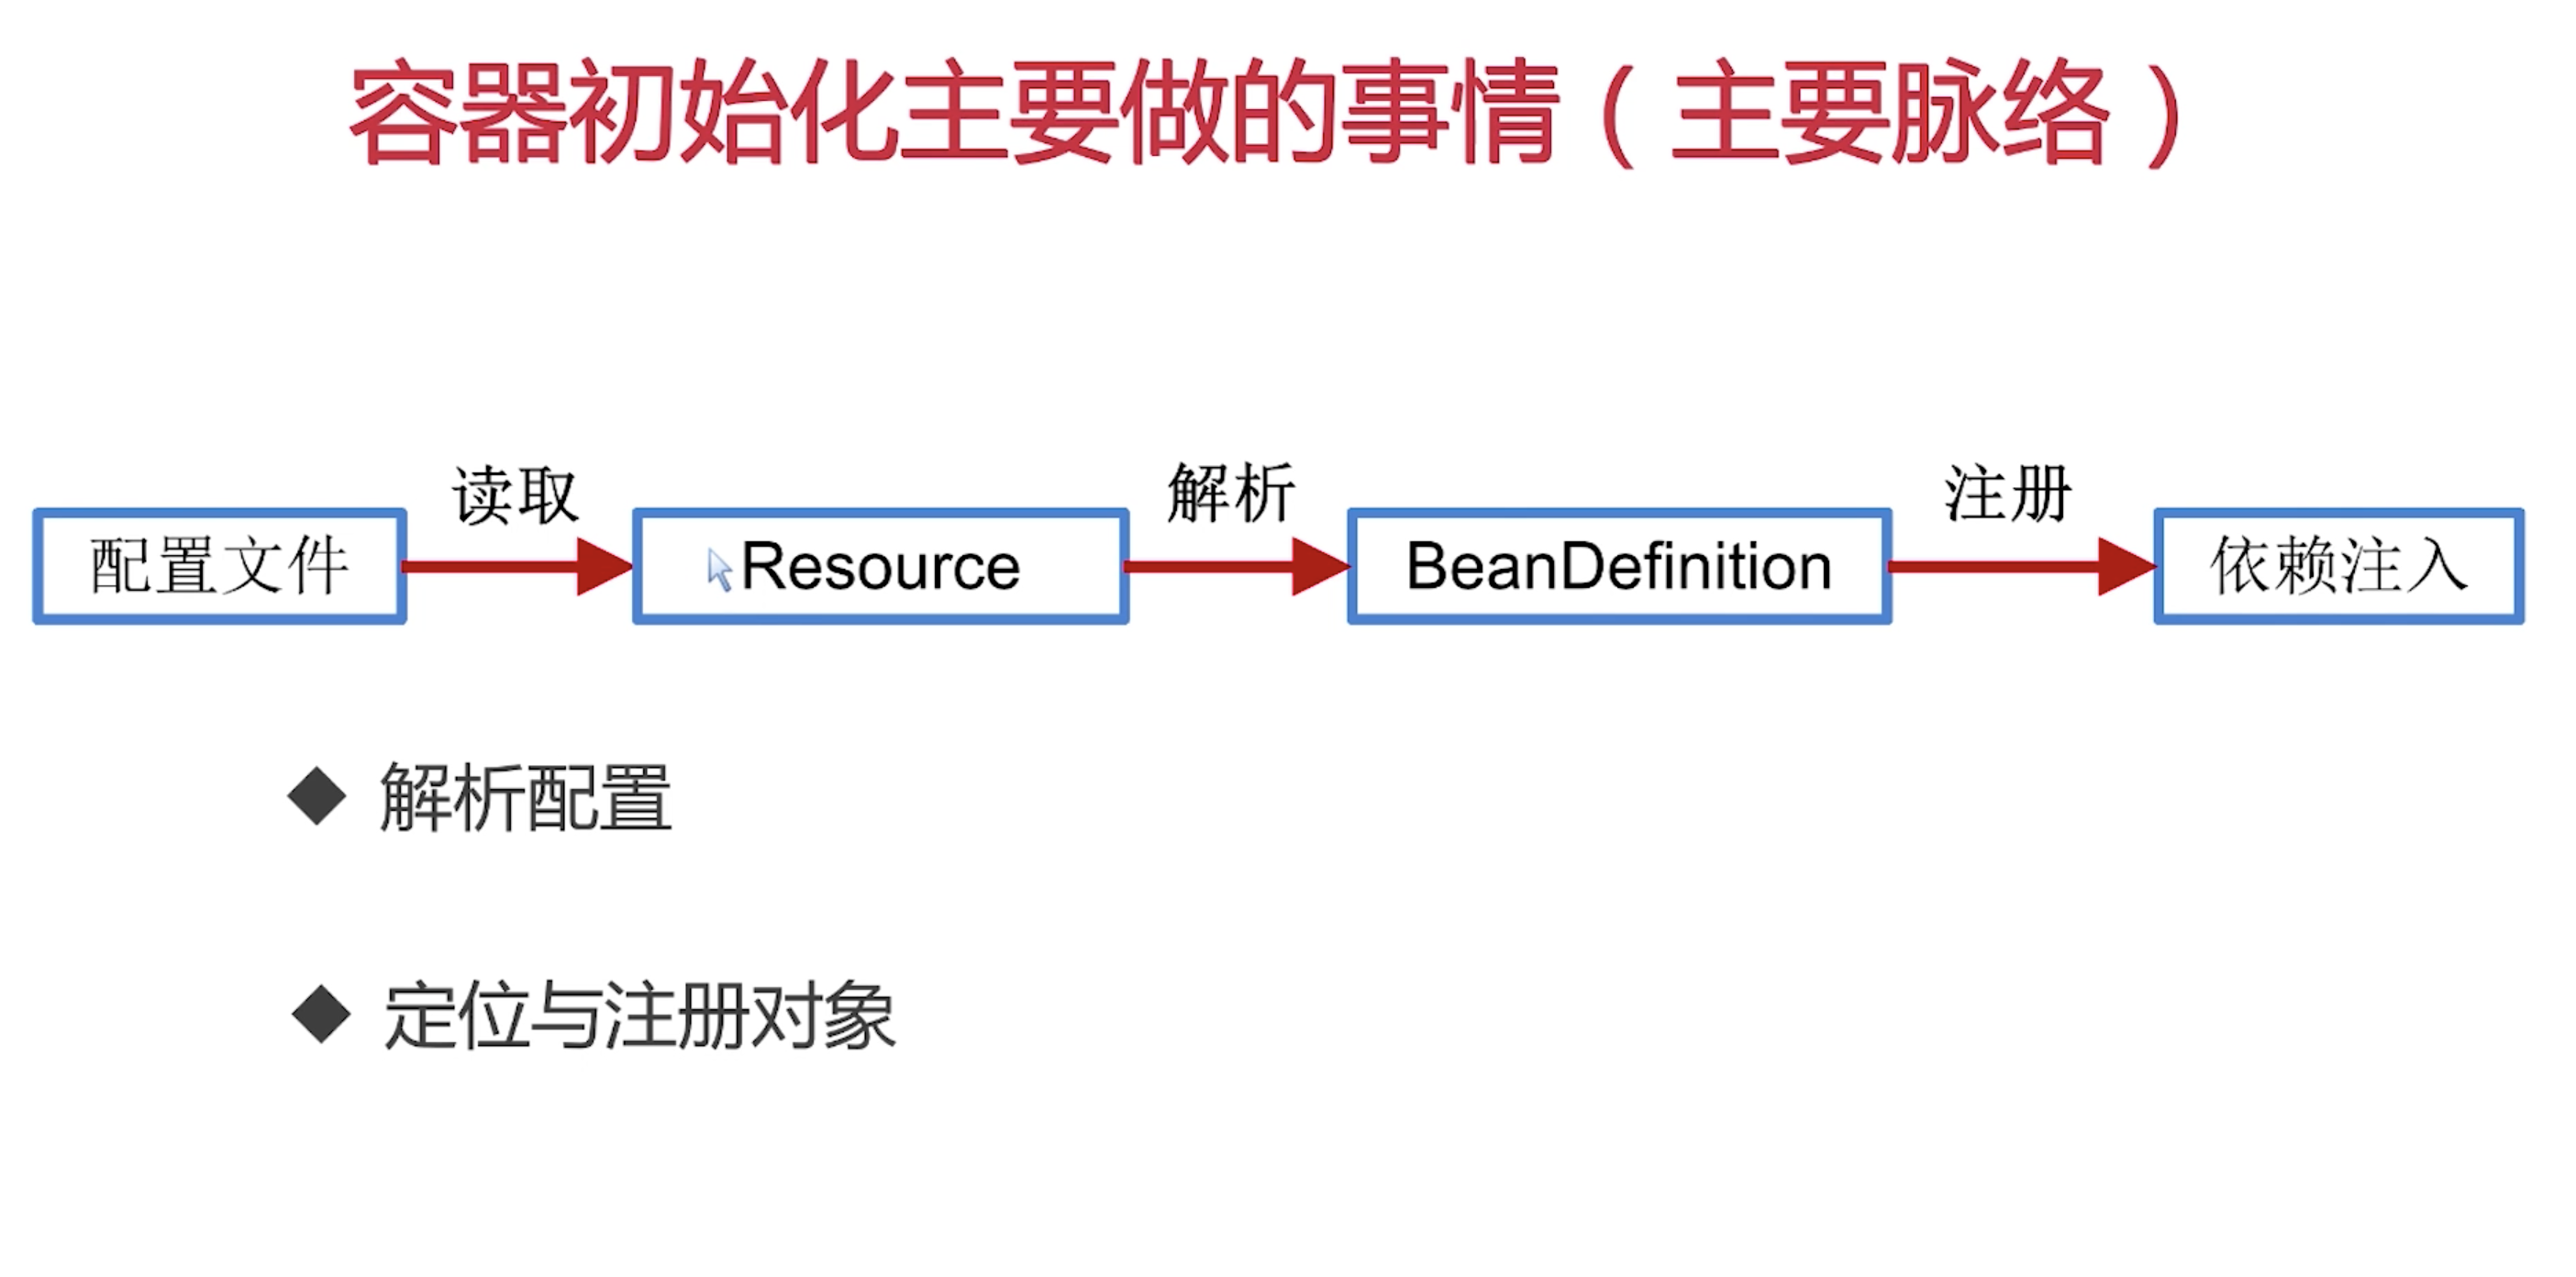 容器初始化主要做的事情（主要脉络）
读取 解析 注册
配置文件 Resource BeanDefinition 依赖注入
解析配置
定位与注册对象